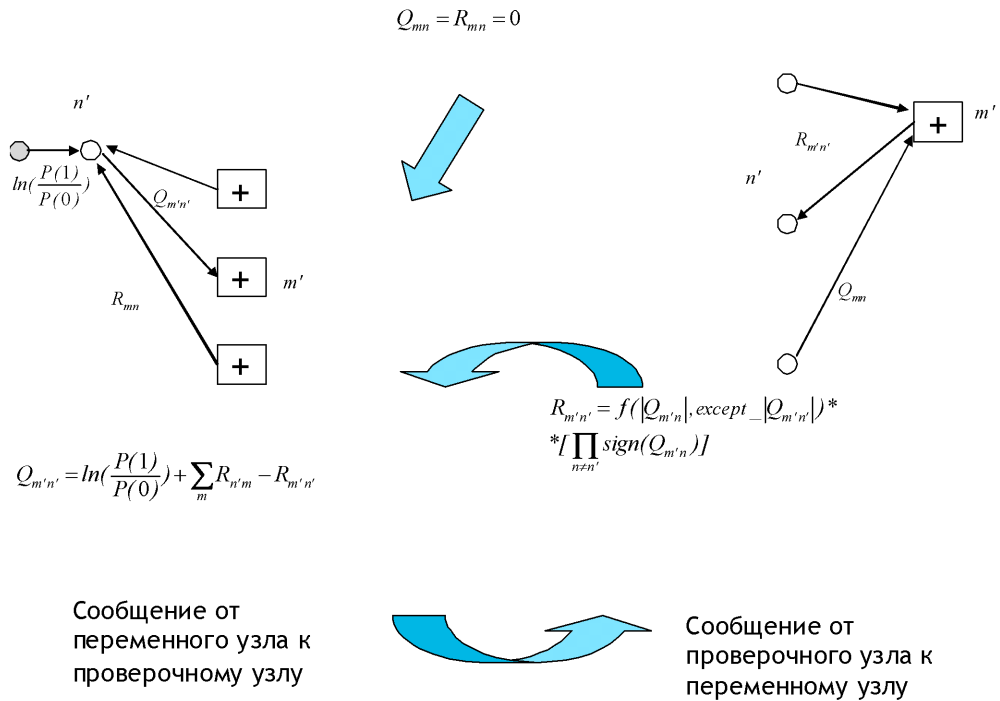 Q_{mn} = R_{mn} = 0
n'
ln(P(1)/P(0))
Q_{m'n'}
R_{mn}
+
+
+
m'
+
m'
R_{m'n'}
n'
Q_{mn}
R_{m'n'} = f(|Q_{m'n}|,except_|Q_{m'n'}|)*
*[∏_{n≠n'} sign(Q_{m'n})]
Q_{m'n'} = ln(P(1)/P(0)) + ∑_{m} R_{n'm} − R_{m'n'}
Сообщение от
переменного узла к
проверочному узлу
Сообщение от
проверочного узла к
переменному узлу